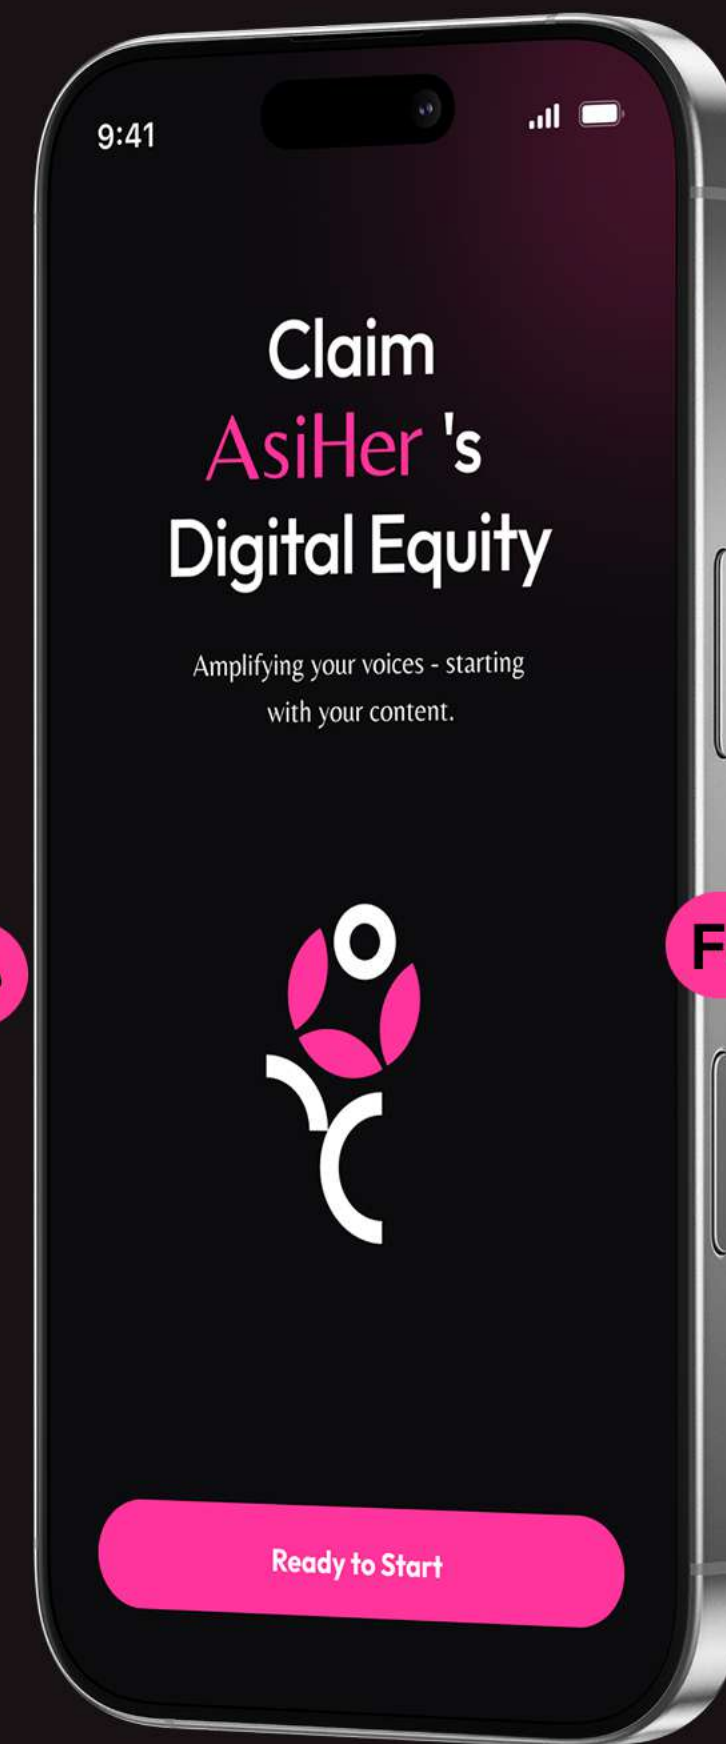 9:41
Claim
AsiHer 's
Digital Equity
Amplifying your voices - starting
with your content.
F
Ready to Start